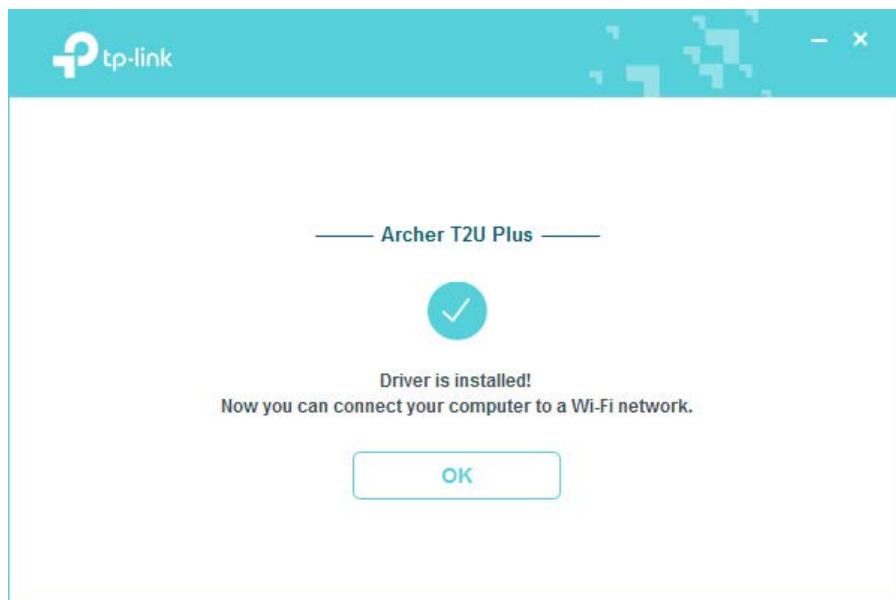 tp-link
Archer T2U Plus
Driver is installed!
Now you can connect your computer to a Wi-Fi network.
OK